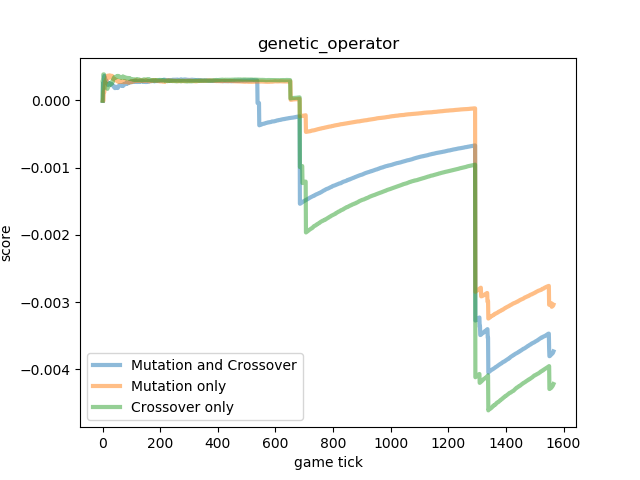 genetic_operator
0.000
−0.001
−0.002
−0.003
−0.004
score
Mutation and Crossover
Mutation only
Crossover only
0 200 400 600 800 1000 1200 1400 1600
game tick